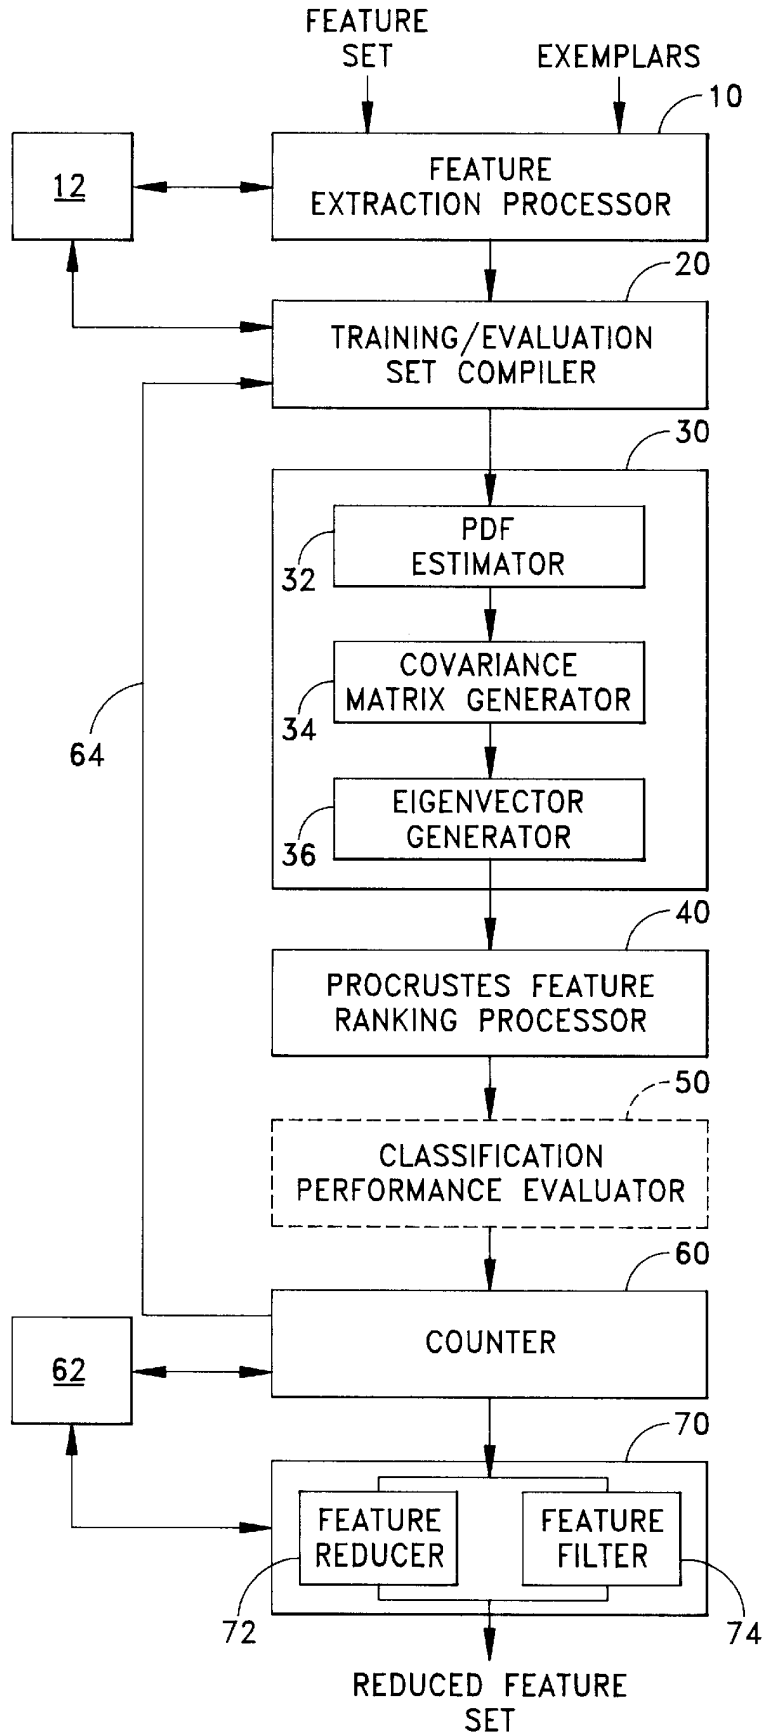 FEATURE
SET
EXEMPLARS
10
12
FEATURE
EXTRACTION PROCESSOR
20
TRAINING/EVALUATION
SET COMPILER
30
PDF
ESTIMATOR
32
COVARIANCE
MATRIX GENERATOR
34
64
EIGENVECTOR
GENERATOR
36
40
PROCRUSTES FEATURE
RANKING PROCESSOR
50
CLASSIFICATION
PERFORMANCE EVALUATOR
60
COUNTER
62
70
FEATURE
REDUCER
FEATURE
FILTER
72
74
REDUCED FEATURE
SET